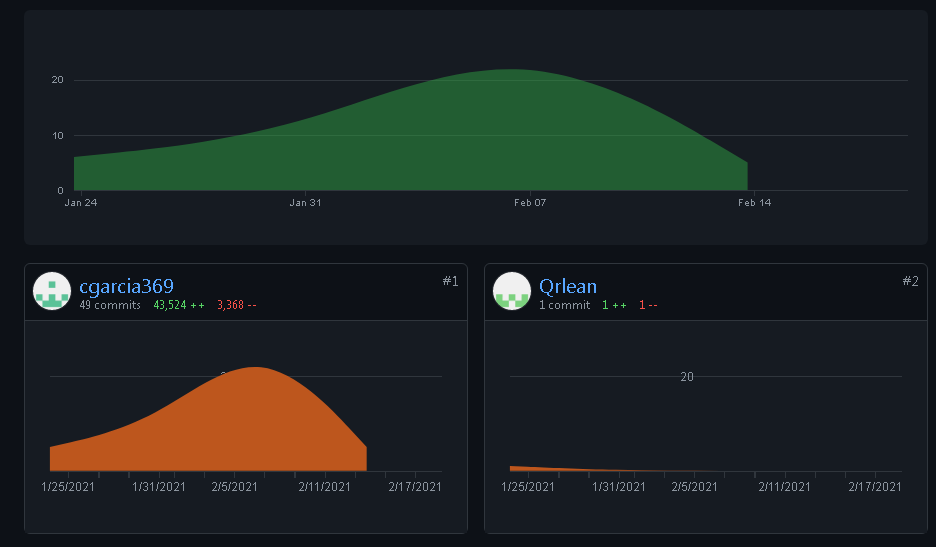 20
10
0
Jan 24 Jan 31 Feb 07 Feb 14
cgarcia369 #1
49 commits 43,524 ++ 3,368 --
1/25/2021 1/31/2021 2/5/2021 2/11/2021 2/17/2021
Qrlean #2
1 commit 1 ++ 1 --
20
1/25/2021 1/31/2021 2/5/2021 2/11/2021 2/17/2021